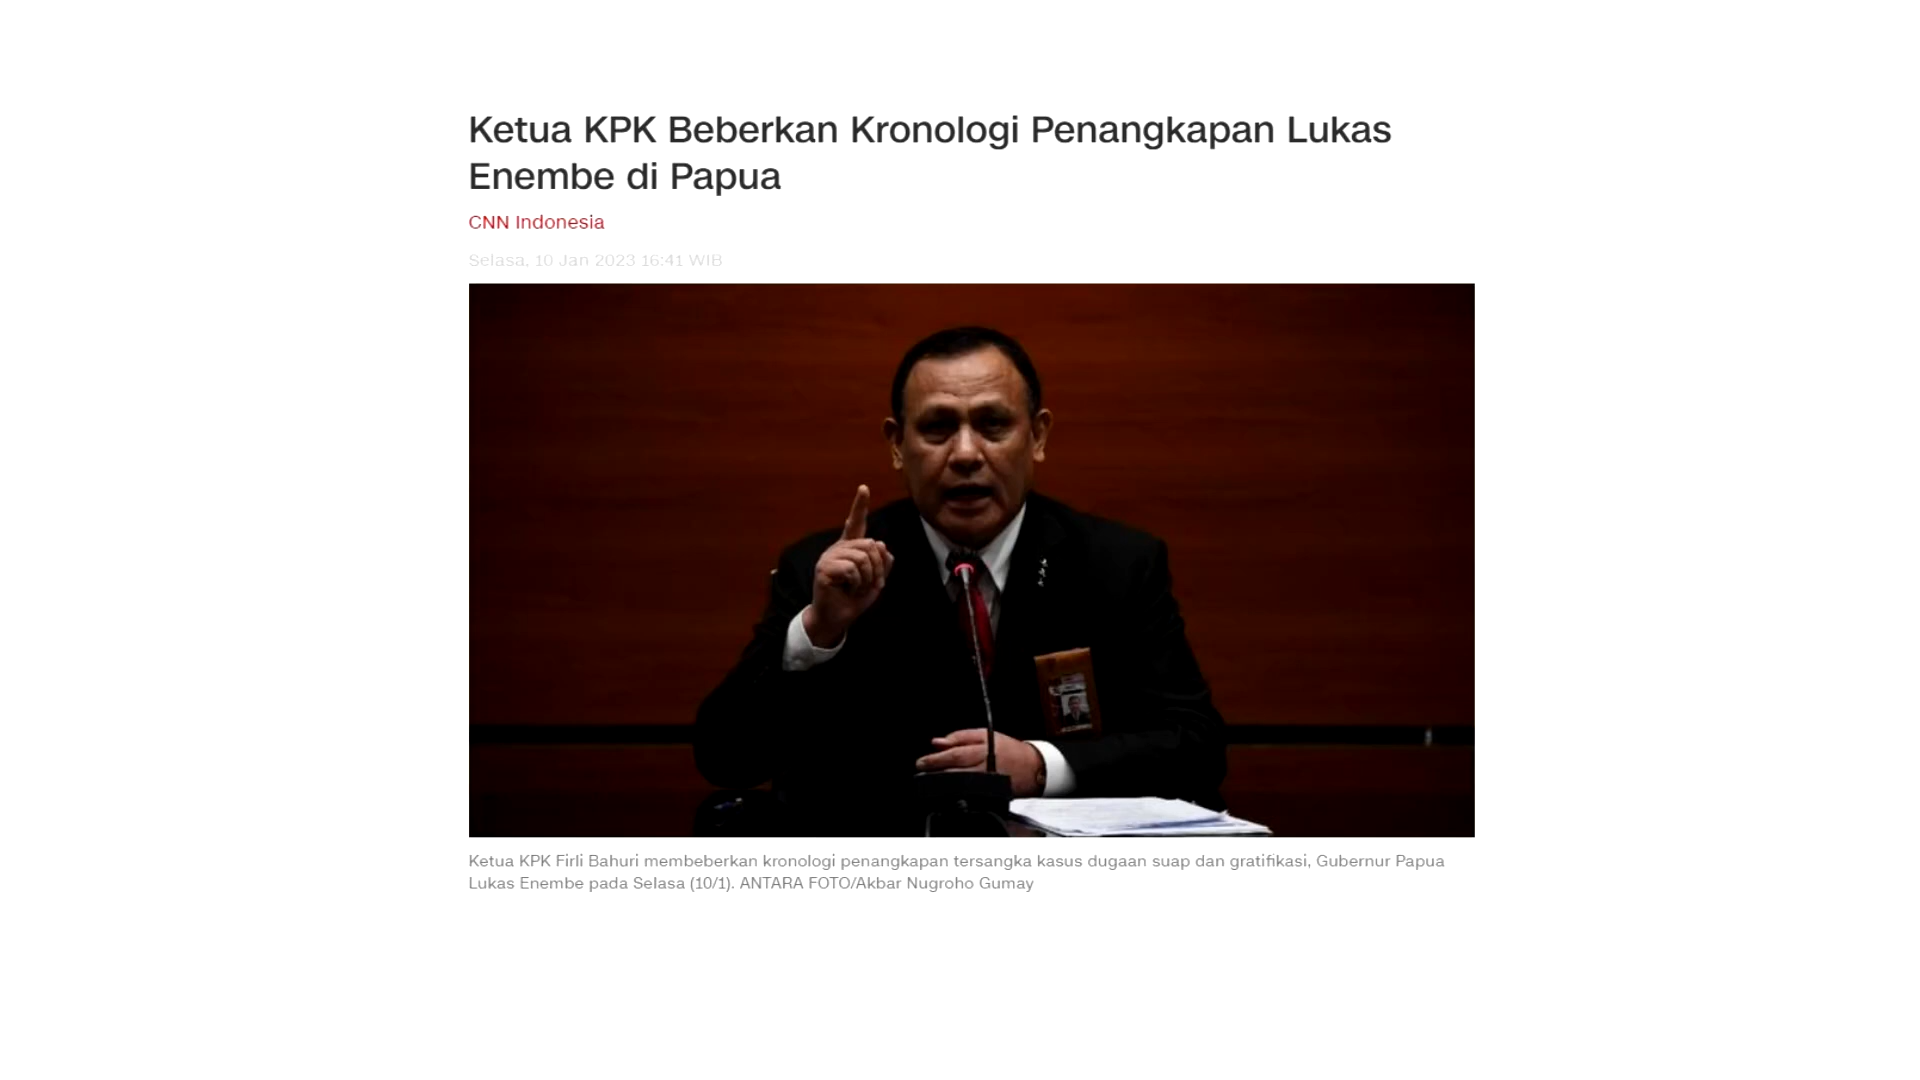 Ketua KPK Beberkan Kronologi Penangkapan Lukas
Enembe di Papua
CNN Indonesia
Selasa, 10 Jan 2023 16:41 WIB
Ketua KPK Firli Bahuri membeberkan kronologi penangkapan tersangka kasus dugaan suap dan gratifikasi, Gubernur Papua
Lukas Enembe pada Selasa (10/1). ANTARA FOTO/Akbar Nugroho Gumay